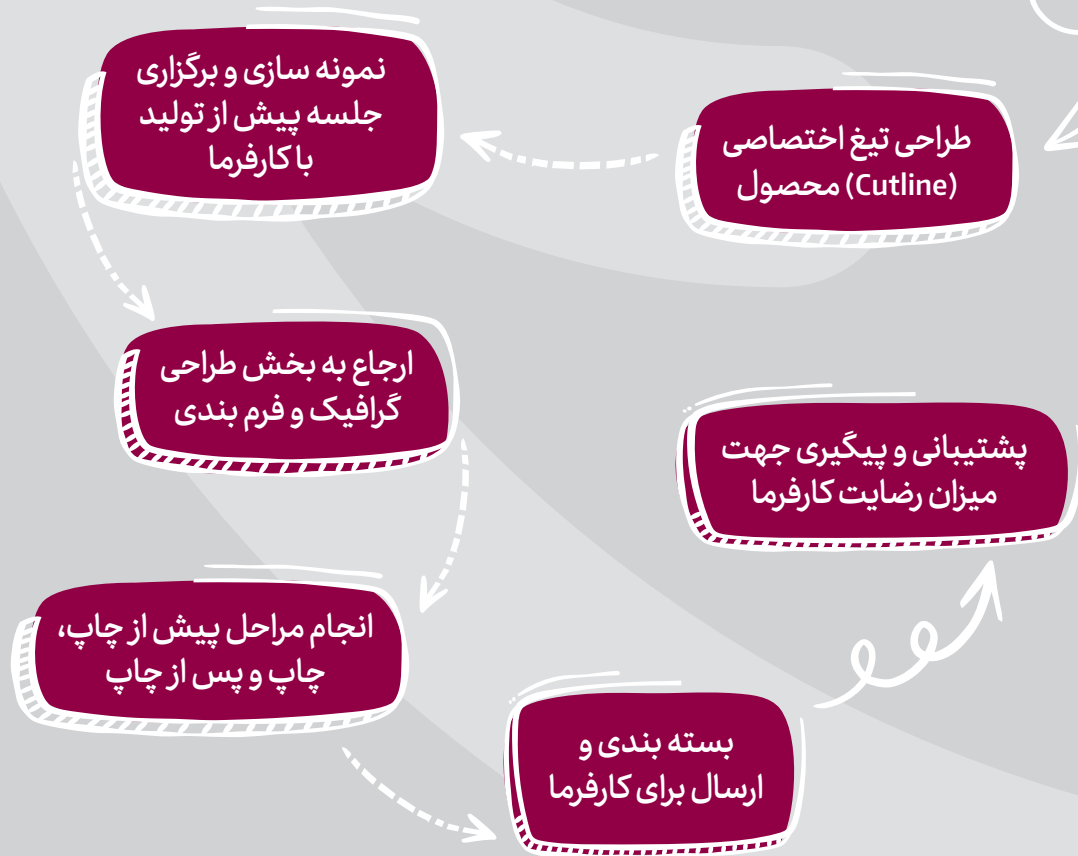 طراحی تیغ اختصاصی
(Cutline) محصول
نمونه سازی و برگزاری
جلسه پیش از تولید
با کارفرما
ارجاع به بخش طراحی
گرافیک و فرم بندی
انجام مراحل پیش از چاپ،
چاپ و پس از چاپ
بسته بندی و
ارسال برای کارفرما
پشتیبانی و پیگیری جهت
میزان رضایت کارفرما